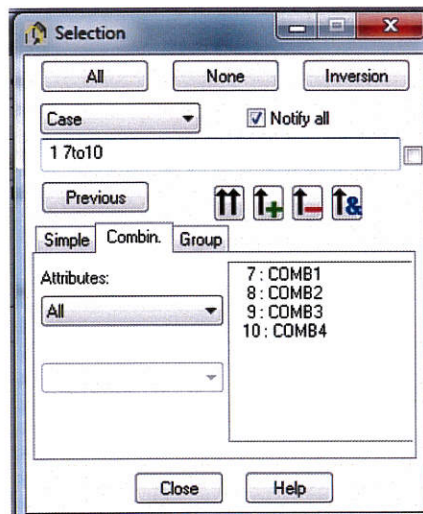 Selection
All None Inversion
Case Notify all
1 7to10
Previous
&
Simple Combin. Group
Attributes:
All
7 : COMB1
8 : COMB2
9 : COMB3
10 : COMB4
Close Help